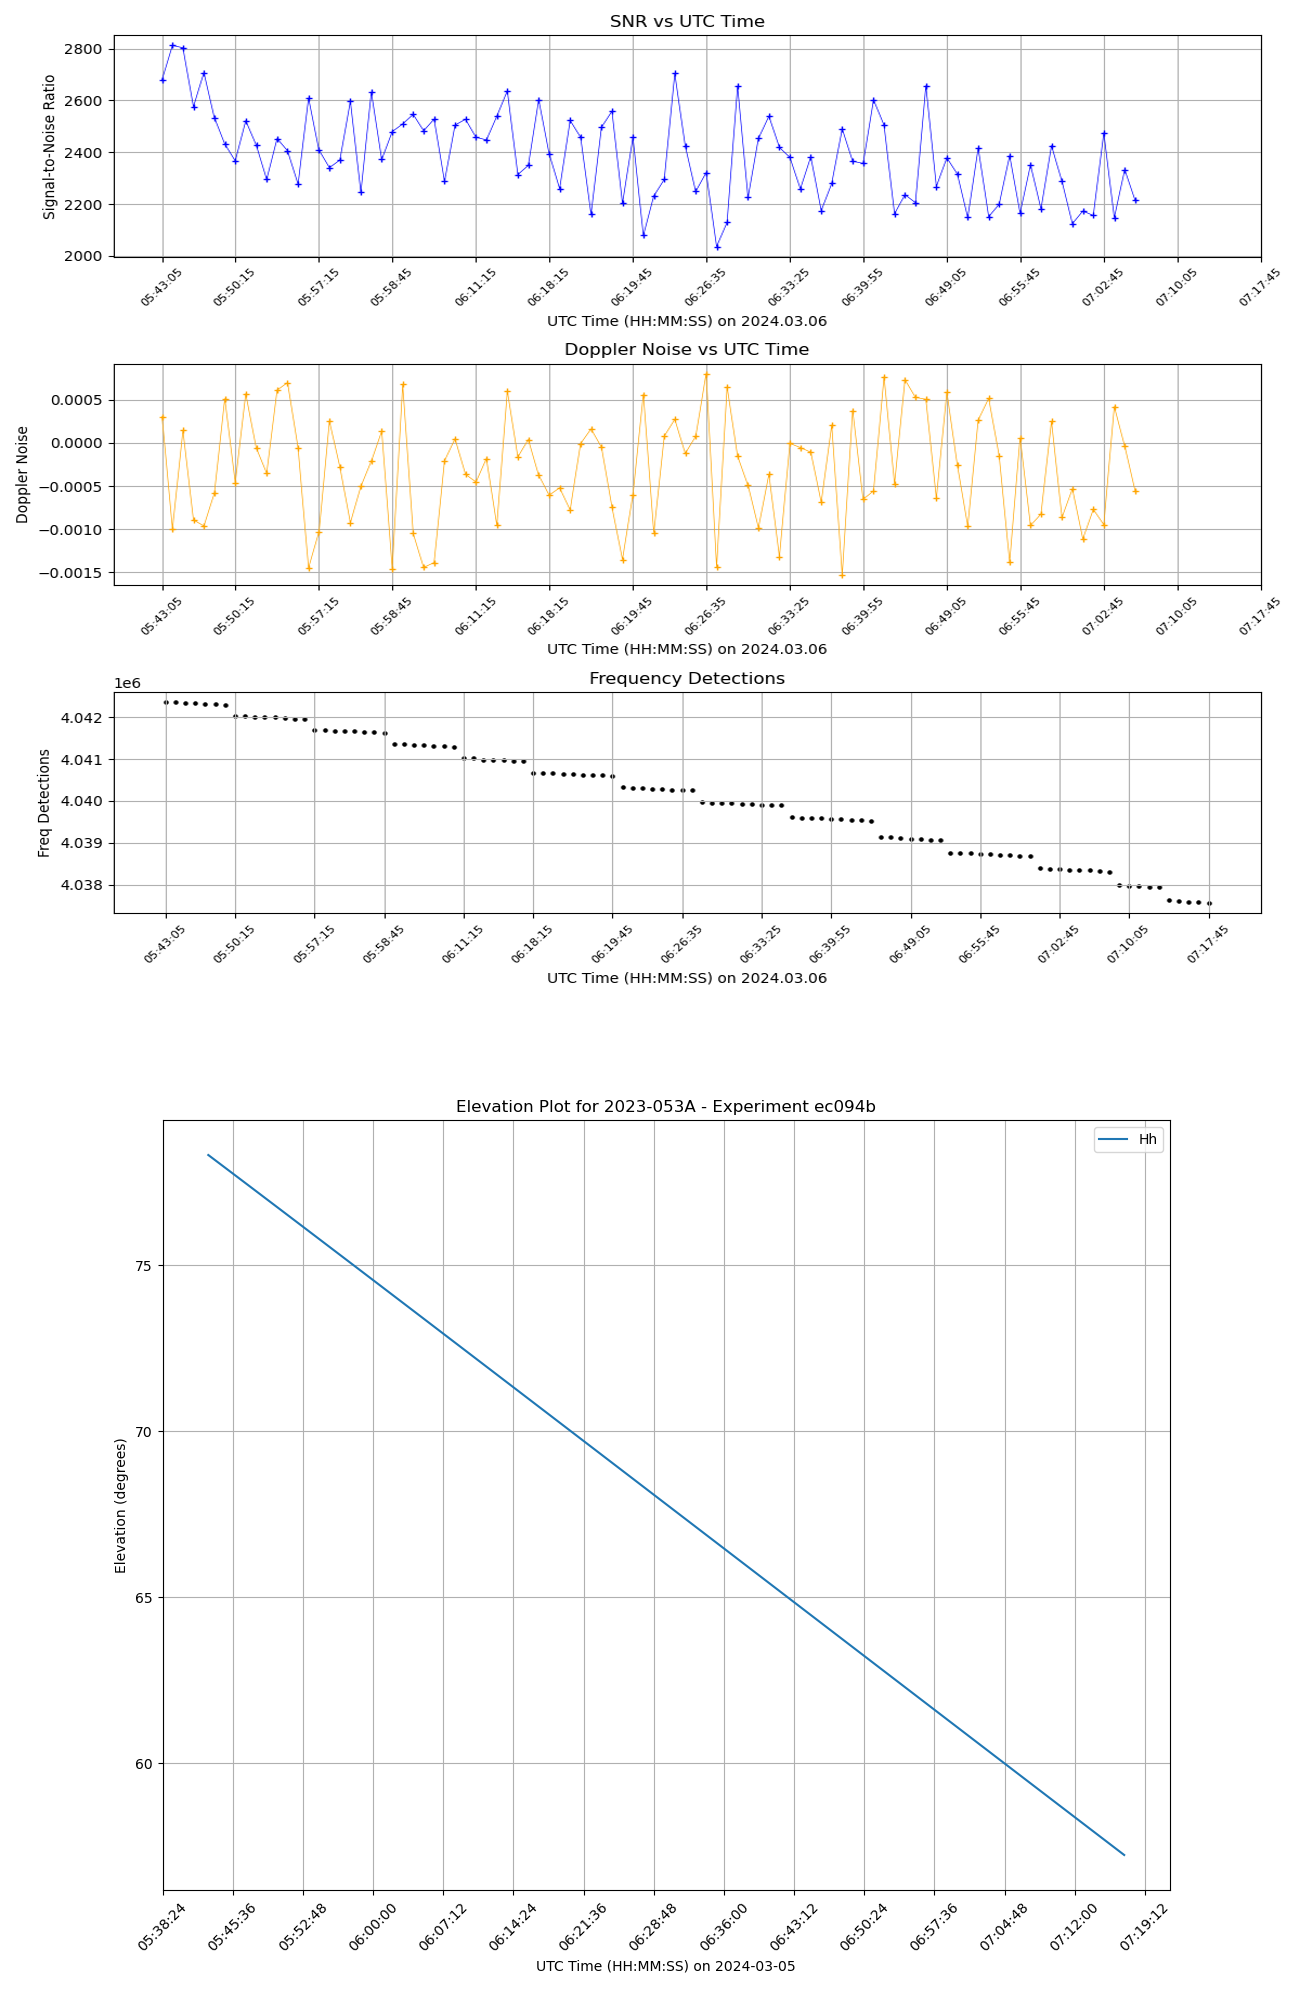 SNR vs UTC Time
Signal-to-Noise Ratio
2800
2600
2400
2200
2000
05:43:05 05:50:15 05:57:15 05:58:45 06:11:15 06:18:15 06:19:45 06:26:35 06:33:25 06:39:55 06:49:05 06:55:45 07:02:45 07:10:05 07:17:45
UTC Time (HH:MM:SS) on 2024.03.06
Doppler Noise vs UTC Time
Doppler Noise
0.0005
0.0000
−0.0005
−0.0010
−0.0015
05:43:05 05:50:15 05:57:15 05:58:45 06:11:15 06:18:15 06:19:45 06:26:35 06:33:25 06:39:55 06:49:05 06:55:45 07:02:45 07:10:05 07:17:45
UTC Time (HH:MM:SS) on 2024.03.06
Frequency Detections
1e6
Freq Detections
4.042
4.041
4.040
4.039
4.038
05:43:05 05:50:15 05:57:15 05:58:45 06:11:15 06:18:15 06:19:45 06:26:35 06:33:25 06:39:55 06:49:05 06:55:45 07:02:45 07:10:05 07:17:45
UTC Time (HH:MM:SS) on 2024.03.06
Elevation Plot for 2023-053A - Experiment ec094b
Hh
Elevation (degrees)
75
70
65
60
05:38:24 05:45:36 05:52:48 06:00:00 06:07:12 06:14:24 06:21:36 06:28:48 06:36:00 06:43:12 06:50:24 06:57:36 07:04:48 07:12:00 07:19:12
UTC Time (HH:MM:SS) on 2024-03-05